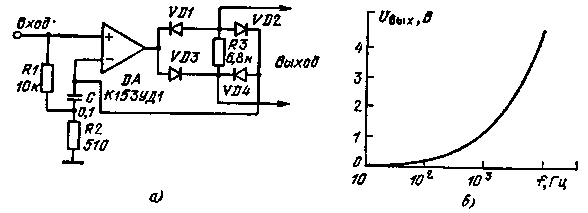 Вход
R1
10к
C
0,1
R2
510
+
−
DA
К153УД1
VD1
VD2
VD3
VD4
R3
6,8к
Выход
а)
Uвых, В
4
3
2
1
0
10
10²
10³
f, Гц
в)